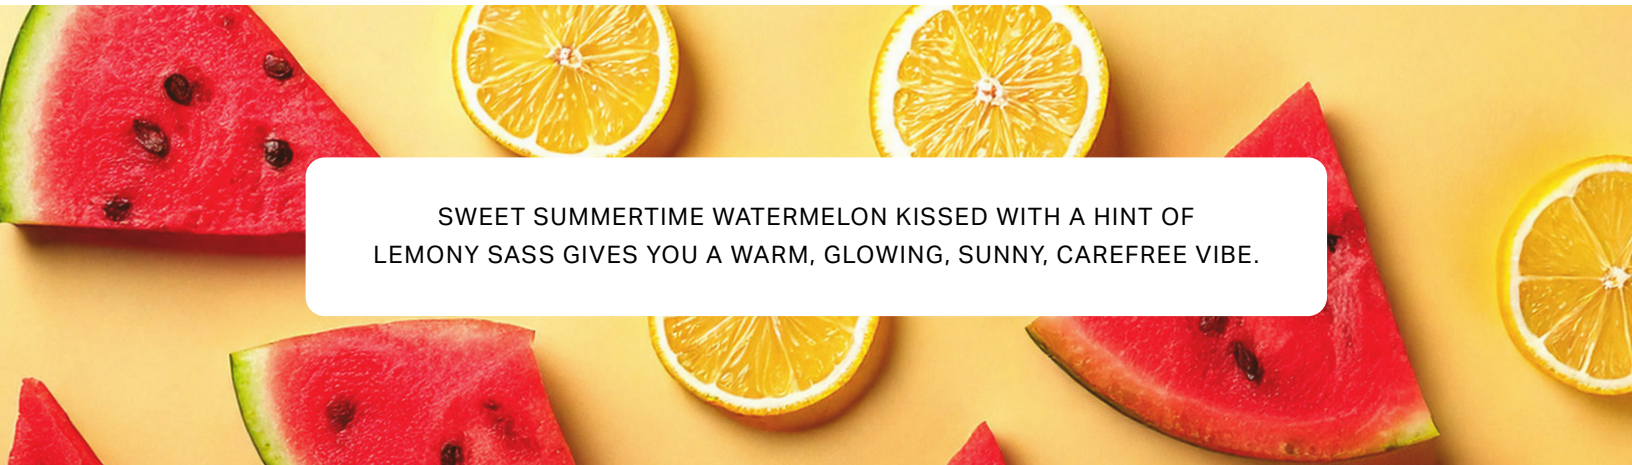 SWEET SUMMERTIME WATERMELON KISSED WITH A HINT OF
LEMONY SASS GIVES YOU A WARM, GLOWING, SUNNY, CAREFREE VIBE.